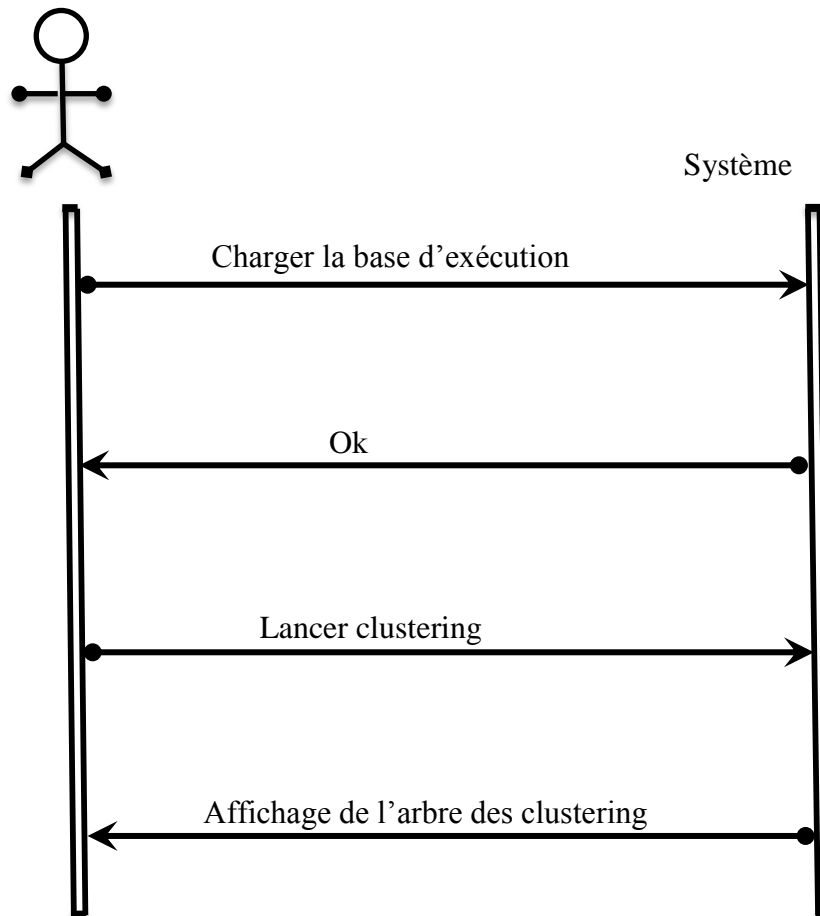 Système
Charger la base d’exécution
Ok
Lancer clustering
Affichage de l’arbre des clustering